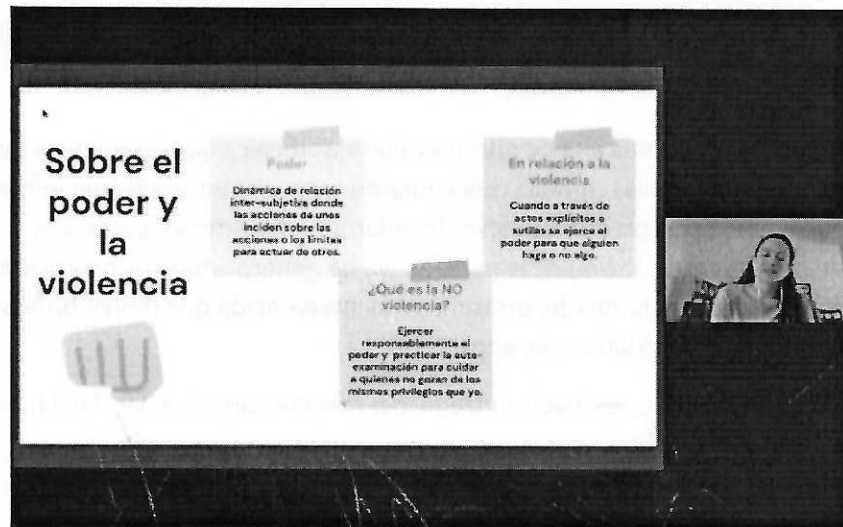 Sobre el
poder y
la
violencia
Poder
Dinámica de relación
inter-subjetiva donde
las acciones de unos
inciden sobre las
acciones o los límites
para actuar de otros.
En relación a la
violencia
Cuando a través de
actos explícitos o
sutiles se ejerce el
poder para que alguien
haga o no algo.
¿Qué es la NO
violencia?
Ejercer
responsablemente el
poder y practicar la auto-
examinación para cuidar
a quienes no gozan de los
mismos privilegios que yo.